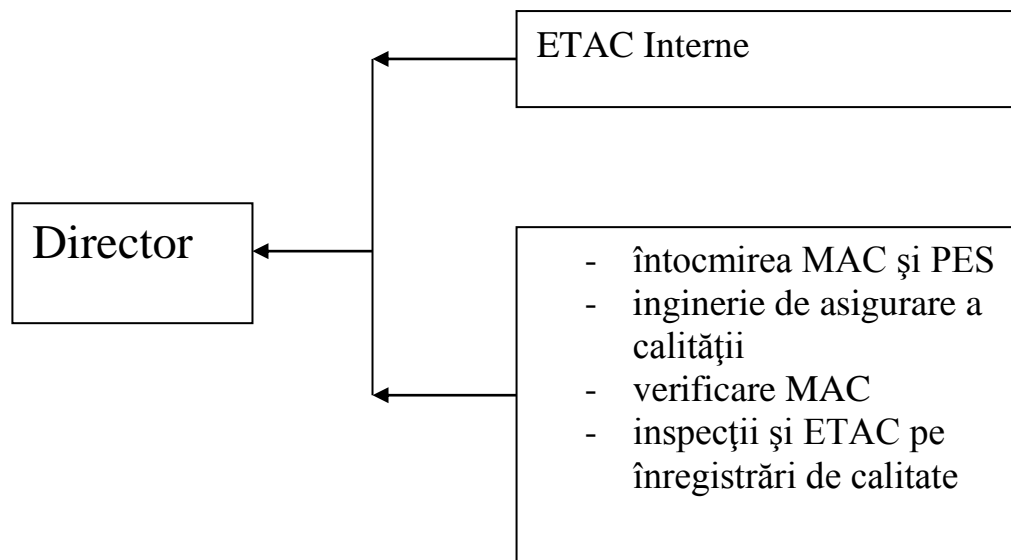 ETAC Interne
Director
- întocmirea MAC şi PES
- inginerie de asigurare a
calităţii
- verificare MAC
- inspecţii şi ETAC pe
înregistrări de calitate